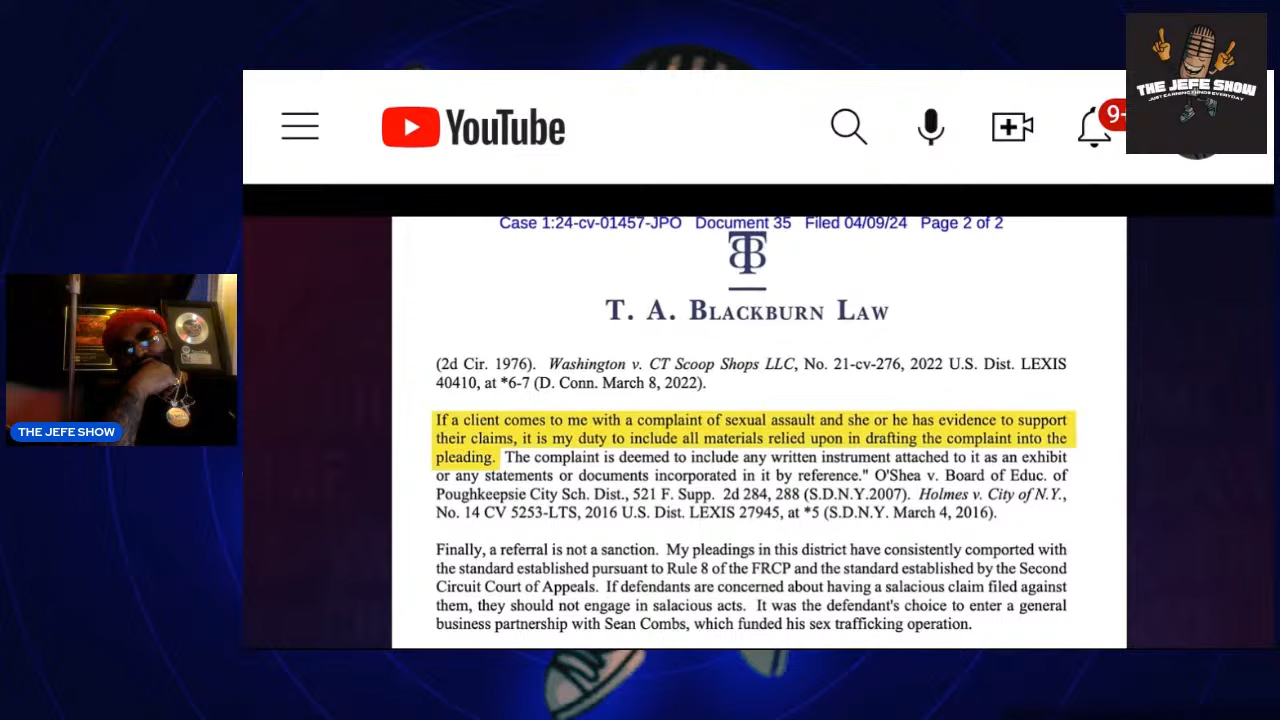 THE JEFE SHOW
JUST EARNING FUNDS EVERYDAY
YouTube
9+
Case 1:24-cv-01457-JPO Document 35 Filed 04/09/24 Page 2 of 2
T. A. BLACKBURN LAW
(2d Cir. 1976). Washington v. CT Scoop Shops LLC, No. 21-cv-276, 2022 U.S. Dist. LEXIS
40410, at *6-7 (D. Conn. March 8, 2022).
If a client comes to me with a complaint of sexual assault and she or he has evidence to support
their claims, it is my duty to include all materials relied upon in drafting the complaint into the
pleading. The complaint is deemed to include any written instrument attached to it as an exhibit
or any statements or documents incorporated in it by reference." O'Shea v. Board of Educ. of
Poughkeepsie City Sch. Dist., 521 F. Supp. 2d 284, 288 (S.D.N.Y.2007). Holmes v. City of N.Y.,
No. 14 CV 5253-LTS, 2016 U.S. Dist. LEXIS 27945, at *5 (S.D.N.Y. March 4, 2016).
Finally, a referral is not a sanction. My pleadings in this district have consistently comported with
the standard established pursuant to Rule 8 of the FRCP and the standard established by the Second
Circuit Court of Appeals. If defendants are concerned about having a salacious claim filed against
them, they should not engage in salacious acts. It was the defendant's choice to enter a general
business partnership with Sean Combs, which funded his sex trafficking operation.
THE JEFE SHOW